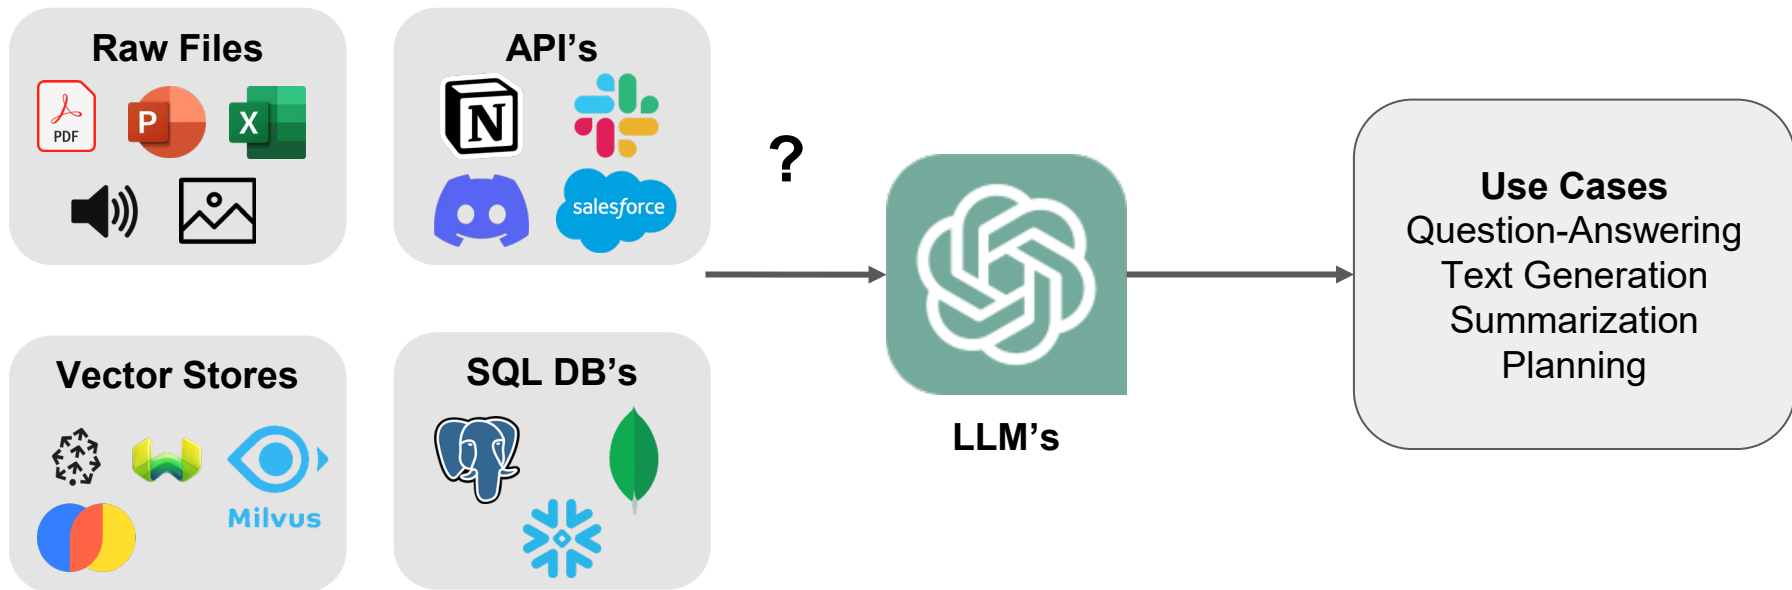 Raw Files
PDF
P
X
API's
N
salesforce
Vector Stores
Milvus
SQL DB's
?
LLM's
Use Cases
Question-Answering
Text Generation
Summarization
Planning